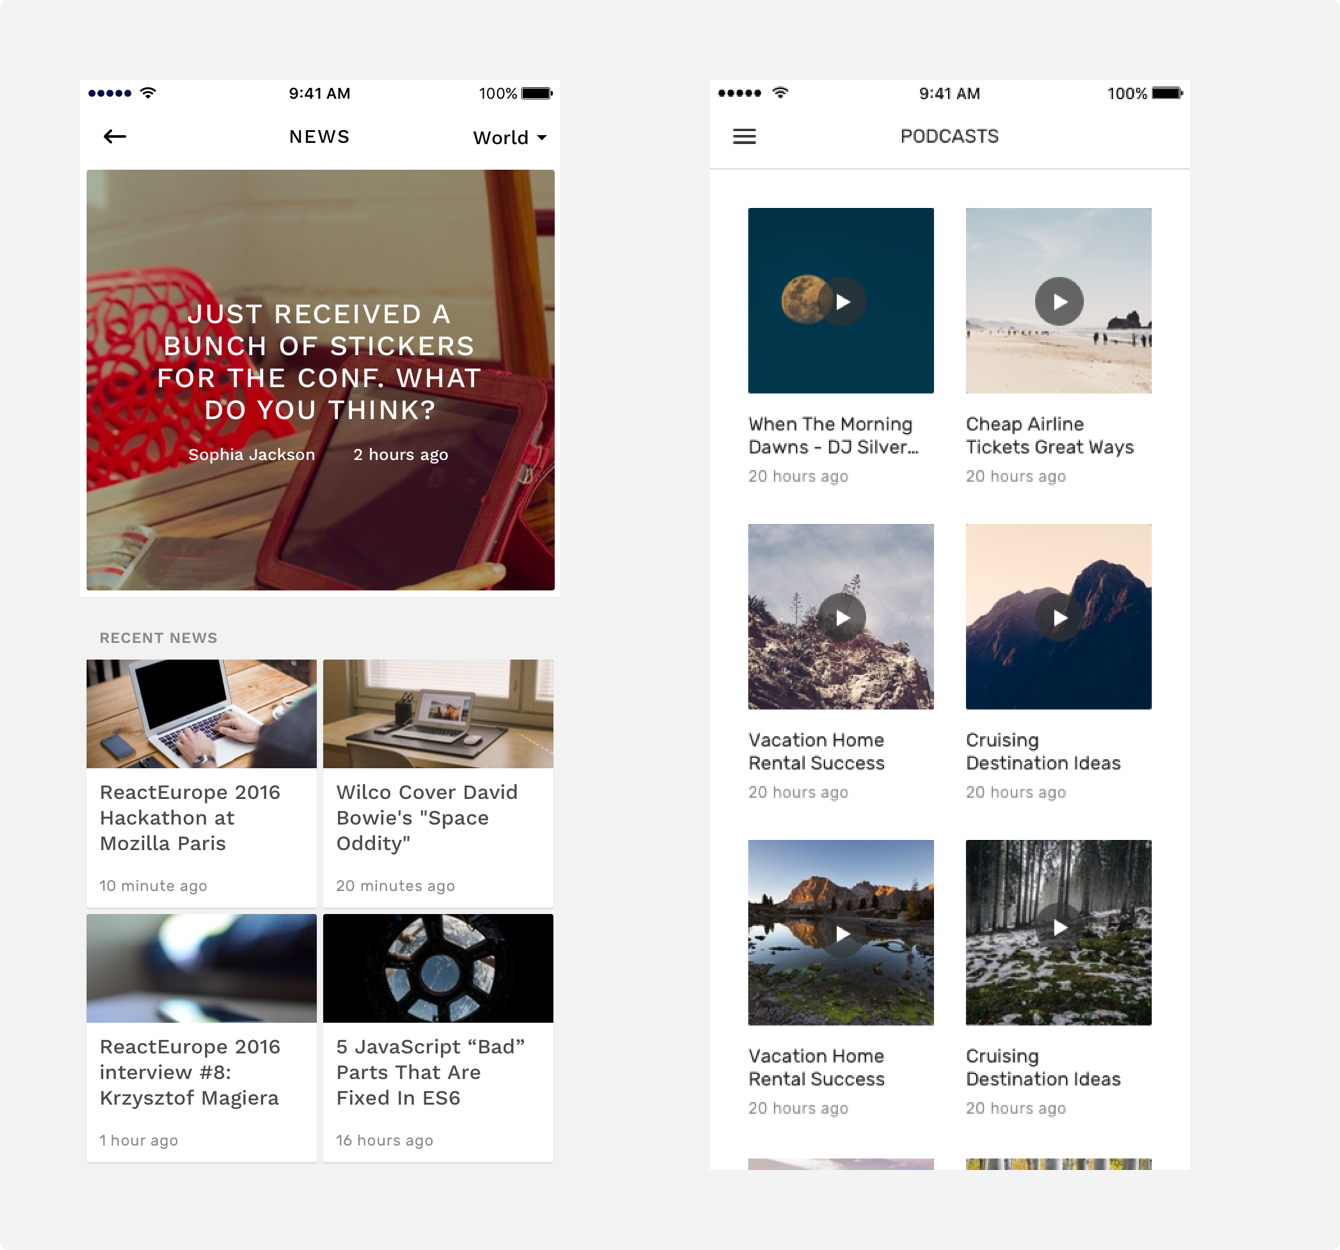 9:41 AM
100%
NEWS
World
JUST RECEIVED A
BUNCH OF STICKERS
FOR THE CONF. WHAT
DO YOU THINK?
Sophia Jackson 2 hours ago
RECENT NEWS
ReactEurope 2016
Hackathon at
Mozilla Paris
10 minute ago
Wilco Cover David
Bowie's "Space
Oddity"
20 minutes ago
ReactEurope 2016
interview #8:
Krzysztof Magiera
1 hour ago
5 JavaScript “Bad”
Parts That Are
Fixed In ES6
16 hours ago
9:41 AM
100%
PODCASTS
When The Morning
Dawns - DJ Silver...
20 hours ago
Cheap Airline
Tickets Great Ways
20 hours ago
Vacation Home
Rental Success
20 hours ago
Cruising
Destination Ideas
20 hours ago
Vacation Home
Rental Success
20 hours ago
Cruising
Destination Ideas
20 hours ago